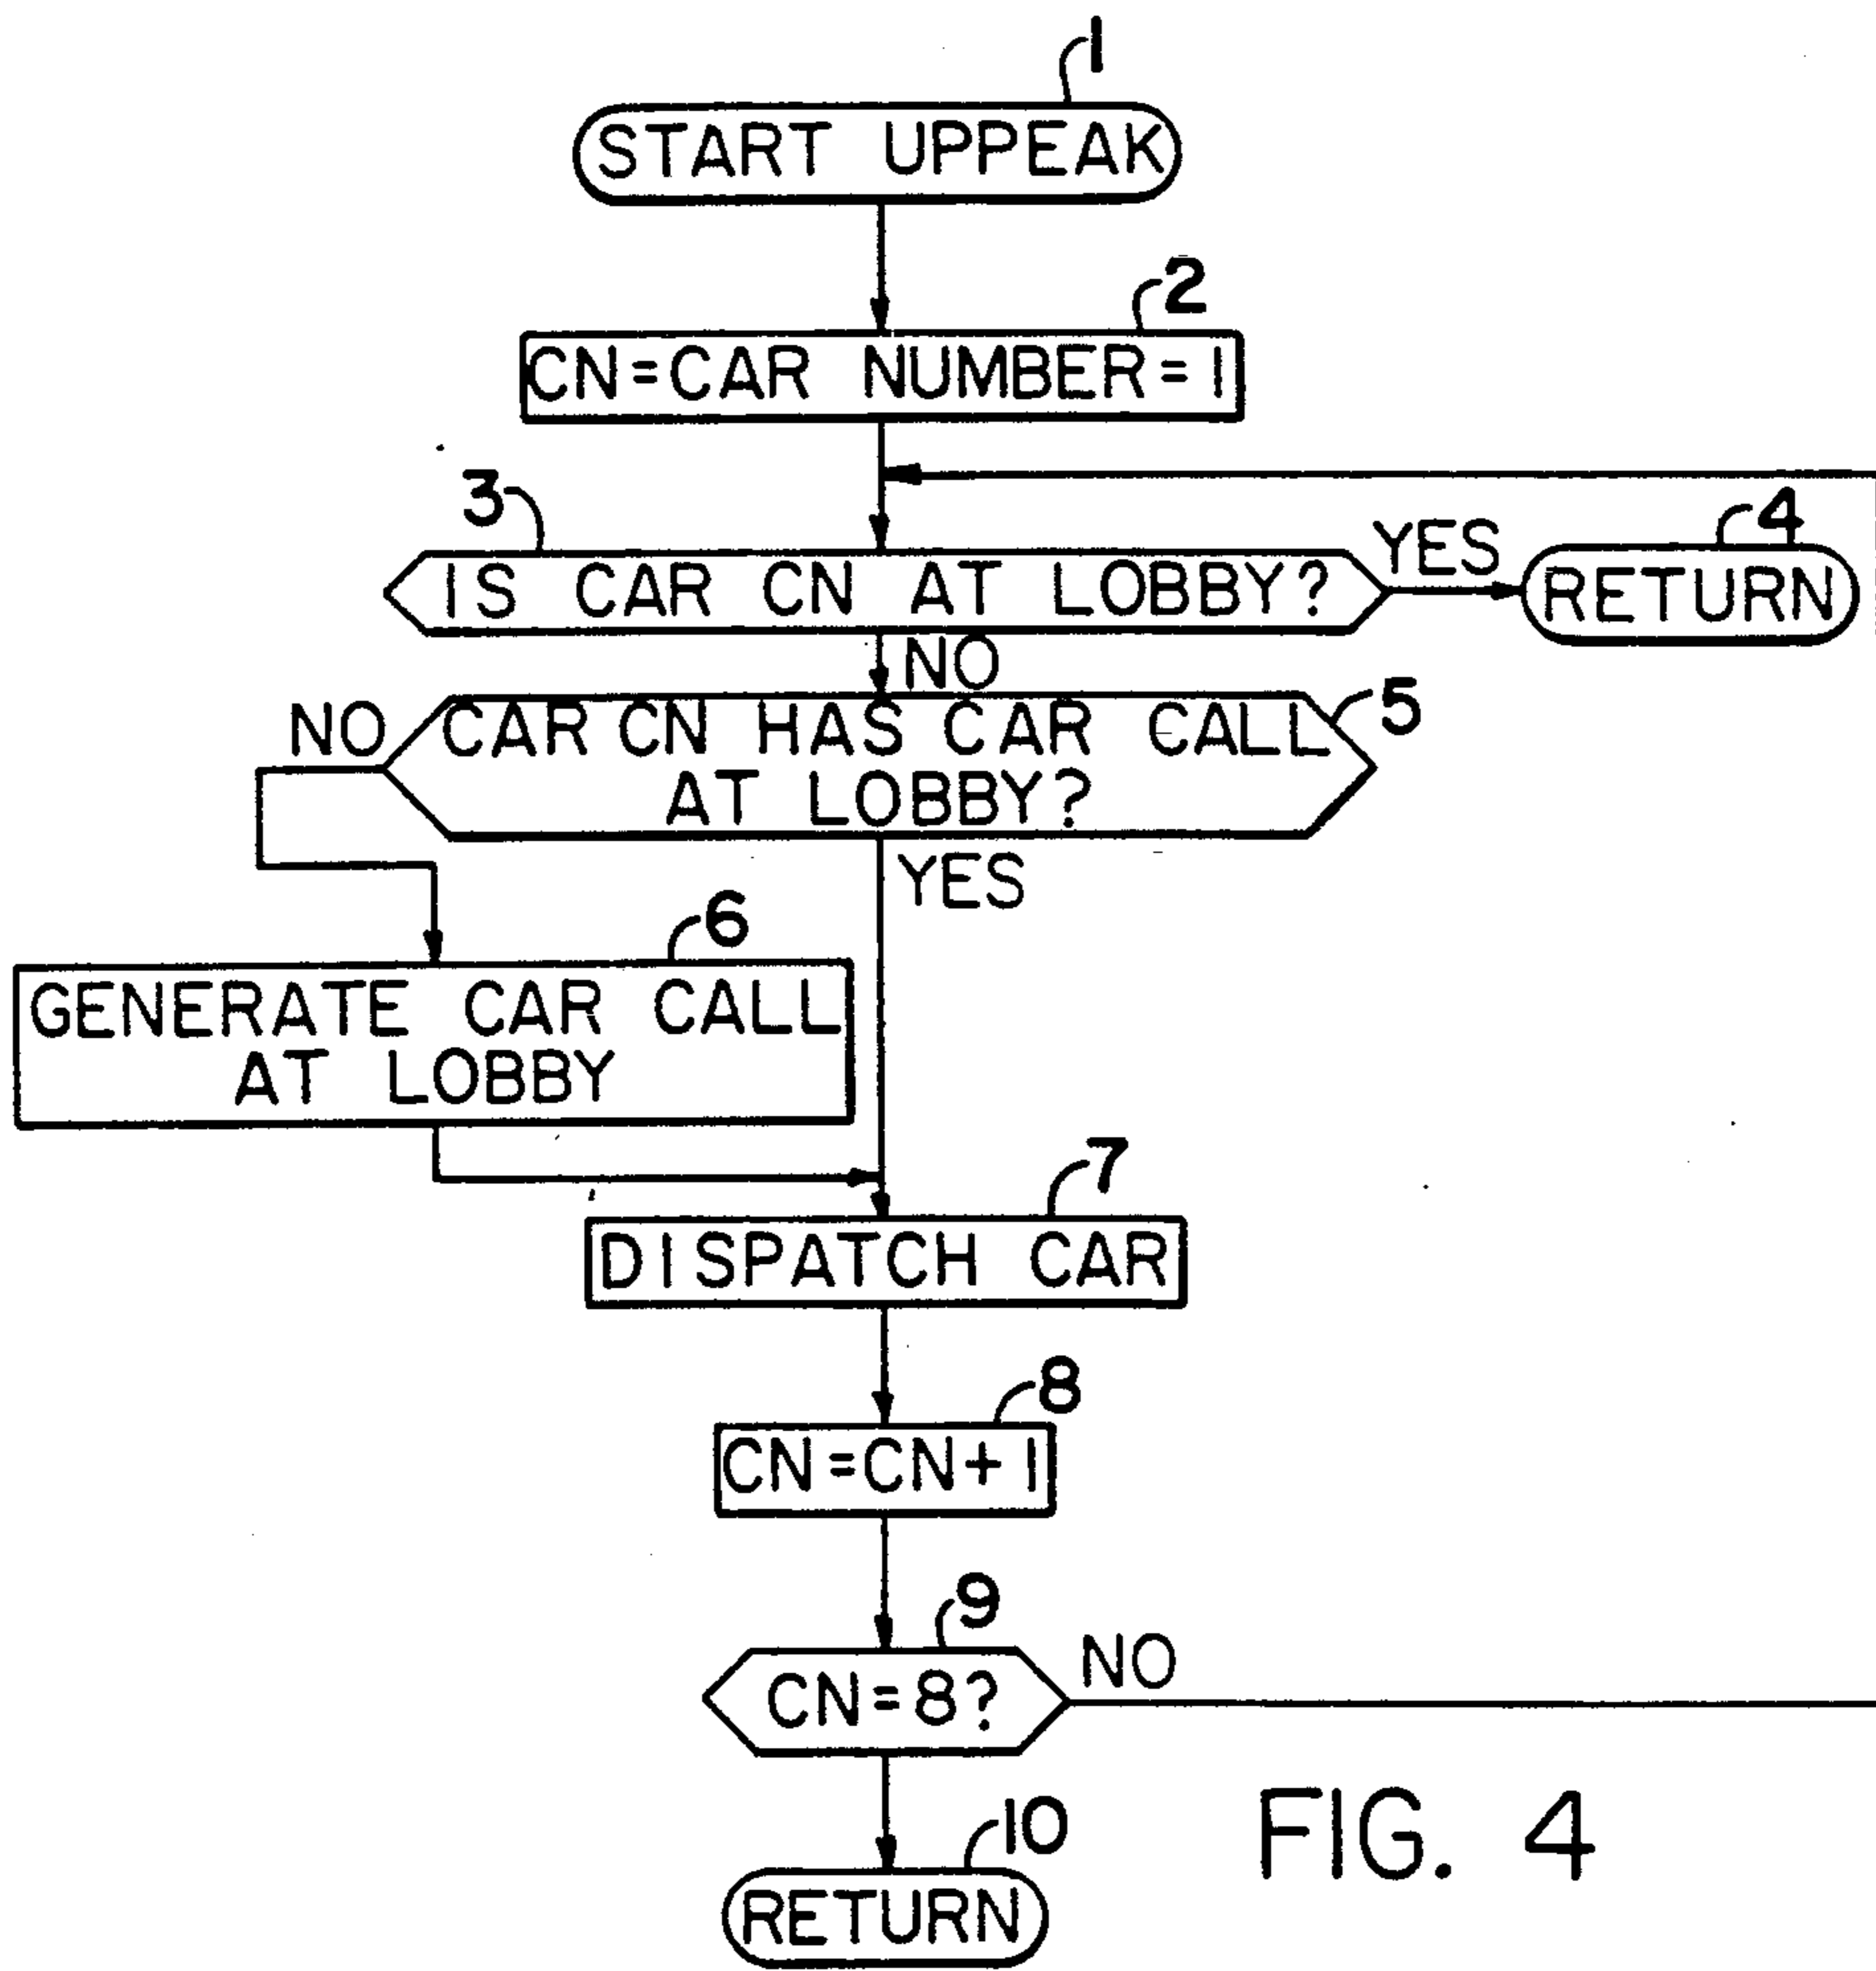 1
START UPPEAK
2
CN=CAR NUMBER=1
3
IS CAR CN AT LOBBY?
YES
4
RETURN
NO
5
NO
CAR CN HAS CAR CALL
AT LOBBY?
YES
6
GENERATE CAR CALL
AT LOBBY
7
DISPATCH CAR
8
CN=CN+1
9
CN=8?
NO
10
RETURN
FIG. 4